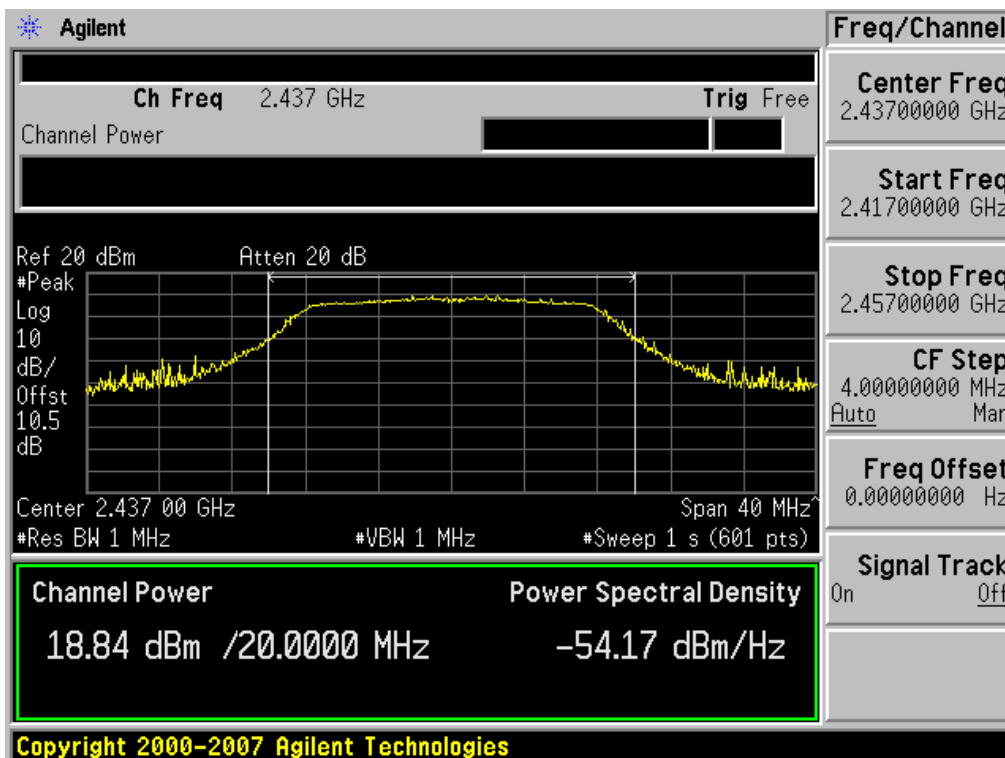 Agilent
Freq/Channel
Ch Freq 2.437 GHz Trig Free
Channel Power
Ref 20 dBm Atten 20 dB
#Peak
Log
10
dB/
Offst
10.5
dB
Center 2.437 00 GHz Span 40 MHz^
#Res BW 1 MHz #VBW 1 MHz #Sweep 1 s (601 pts)
Channel Power Power Spectral Density
18.84 dBm /20.0000 MHz -54.17 dBm/Hz
Copyright 2000-2007 Agilent Technologies
Center Freq
2.43700000 GHz
Start Freq
2.41700000 GHz
Stop Freq
2.45700000 GHz
CF Step
4.00000000 MHz
Auto Man
Freq Offset
0.00000000 Hz
Signal Track
On Off